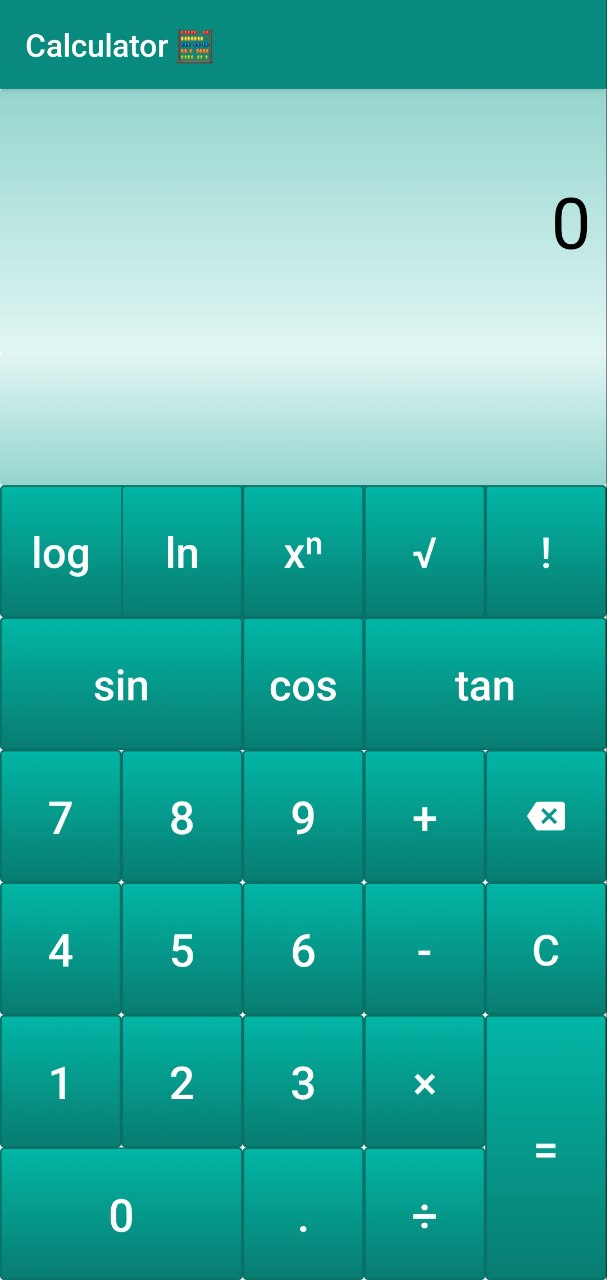 Calculator 🧮
0
log ln xⁿ √ !
sin cos tan
7 8 9 +
4 5 6 - C
1 2 3 ×
=
0 . ÷